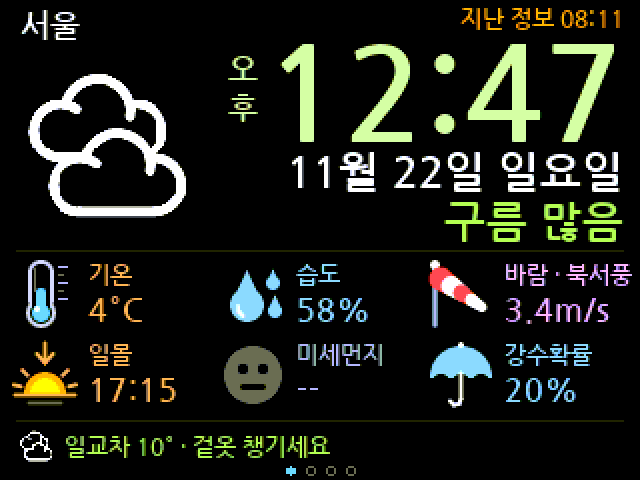 서울
지난 정보 08:11
오후 12:47
11월 22일 일요일
구름 많음
기온
4°C
습도
58%
바람 · 북서풍
3.4m/s
일몰
17:15
미세먼지
--
강수확률
20%
일교차 10° · 겉옷 챙기세요